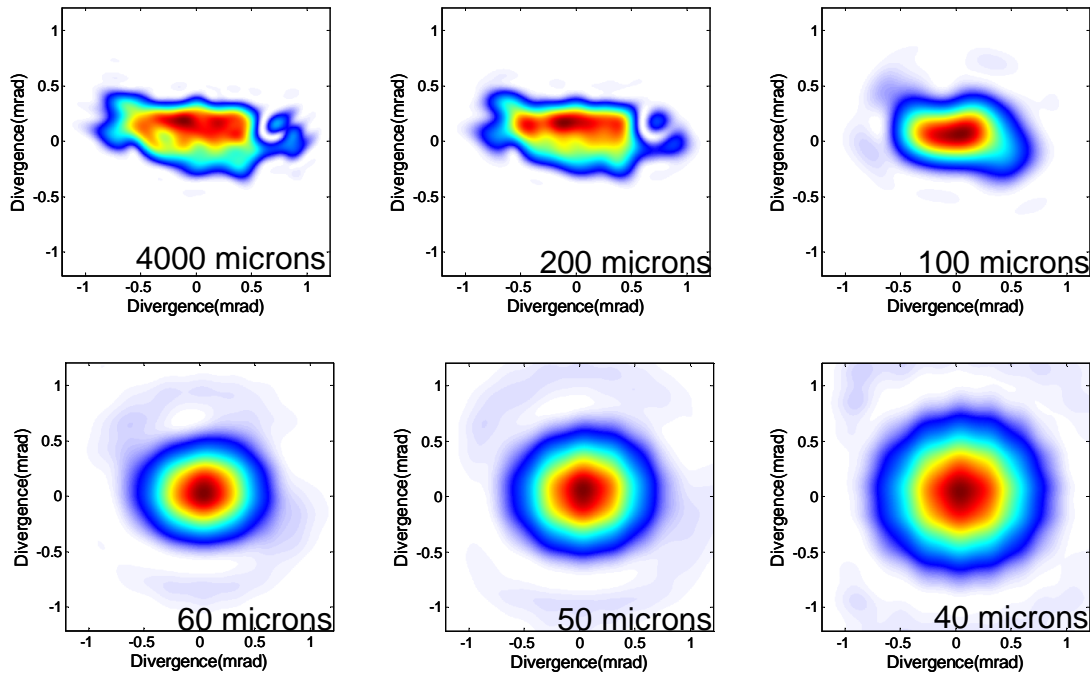 1
0.5
0
-0.5
-1
Divergence(mrad)
4000 microns
-1 -0.5 0 0.5 1
Divergence(mrad)
1
0.5
0
-0.5
-1
Divergence(mrad)
200 microns
-1 -0.5 0 0.5 1
Divergence(mrad)
1
0.5
0
-0.5
-1
Divergence(mrad)
100 microns
-1 -0.5 0 0.5 1
Divergence(mrad)
1
0.5
0
-0.5
-1
Divergence(mrad)
60 microns
-1 -0.5 0 0.5 1
Divergence(mrad)
1
0.5
0
-0.5
-1
Divergence(mrad)
50 microns
-1 -0.5 0 0.5 1
Divergence(mrad)
1
0.5
0
-0.5
-1
Divergence(mrad)
40 microns
-1 -0.5 0 0.5 1
Divergence(mrad)